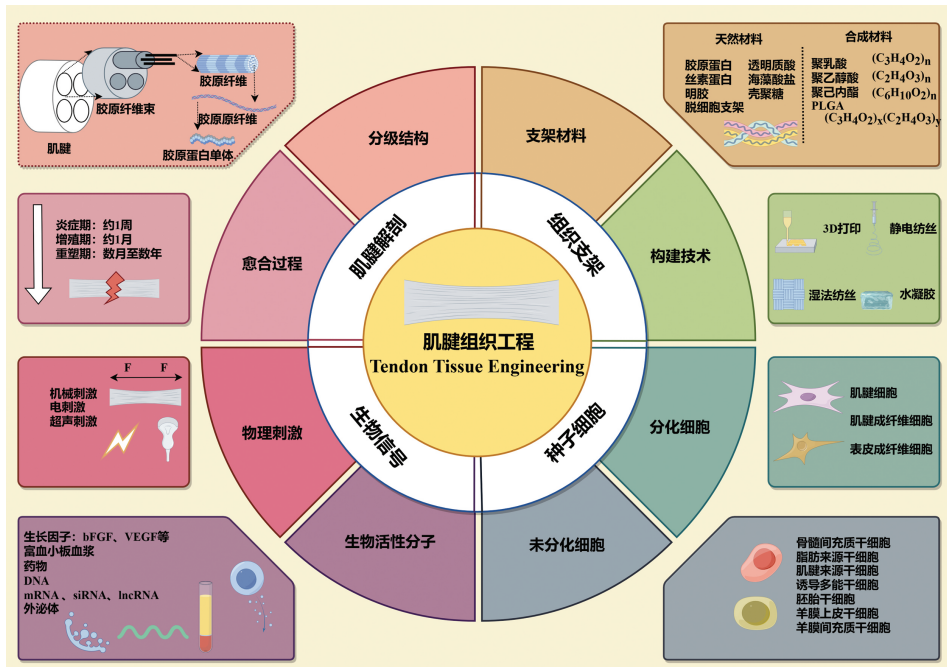 肌腱
胶原纤维束
胶原纤维
胶原原纤维
胶原蛋白单体
天然材料
胶原蛋白 透明质酸
丝素蛋白 海藻酸盐
明胶 壳聚糖
脱细胞支架
合成材料
聚乳酸 (C3H4O2)n
聚乙醇酸 (C2H4O3)n
聚己内酯 (C6H10O2)n
PLGA
(C3H4O2)x(C2H4O3)y
分级结构
支架材料
愈合过程
肌腱解剖
组织支架
构建技术
炎症期：约1周
增殖期：约1月
重塑期：数月至数年
3D打印
静电纺丝
湿法纺丝
水凝胶
肌腱组织工程
Tendon Tissue Engineering
F F
机械刺激
电刺激
超声刺激
物理刺激
生物信号
种子细胞
分化细胞
肌腱细胞
肌腱成纤维细胞
表皮成纤维细胞
生物活性分子
未分化细胞
生长因子：bFGF、VEGF等
富血小板血浆
药物
DNA
mRNA 、siRNA、lncRNA
外泌体
骨髓间充质干细胞
脂肪来源干细胞
肌腱来源干细胞
诱导多能干细胞
胚胎干细胞
羊膜上皮干细胞
羊膜间充质干细胞